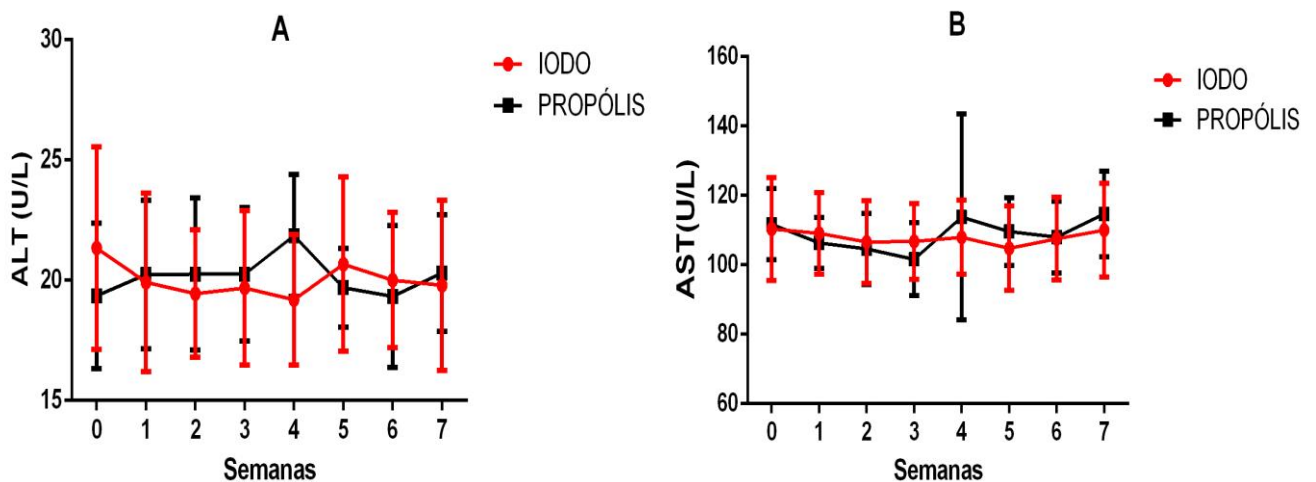 A
30
25
20
15
ALT (U/L)
0 1 2 3 4 5 6 7
Semanas
IODO
PROPÓLIS
B
160
140
120
100
80
60
AST(U/L)
0 1 2 3 4 5 6 7
Semanas
IODO
PROPÓLIS